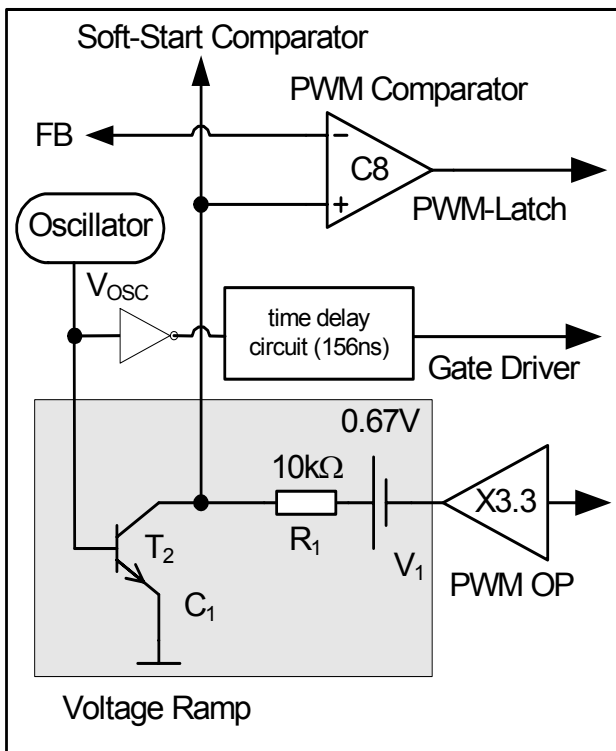 Soft-Start Comparator
PWM Comparator
FB
C8
PWM-Latch
Oscillator
VOSC
time delay
circuit (156ns)
Gate Driver
0.67V
10kΩ
X3.3
T2
R1
V1
PWM OP
C1
Voltage Ramp